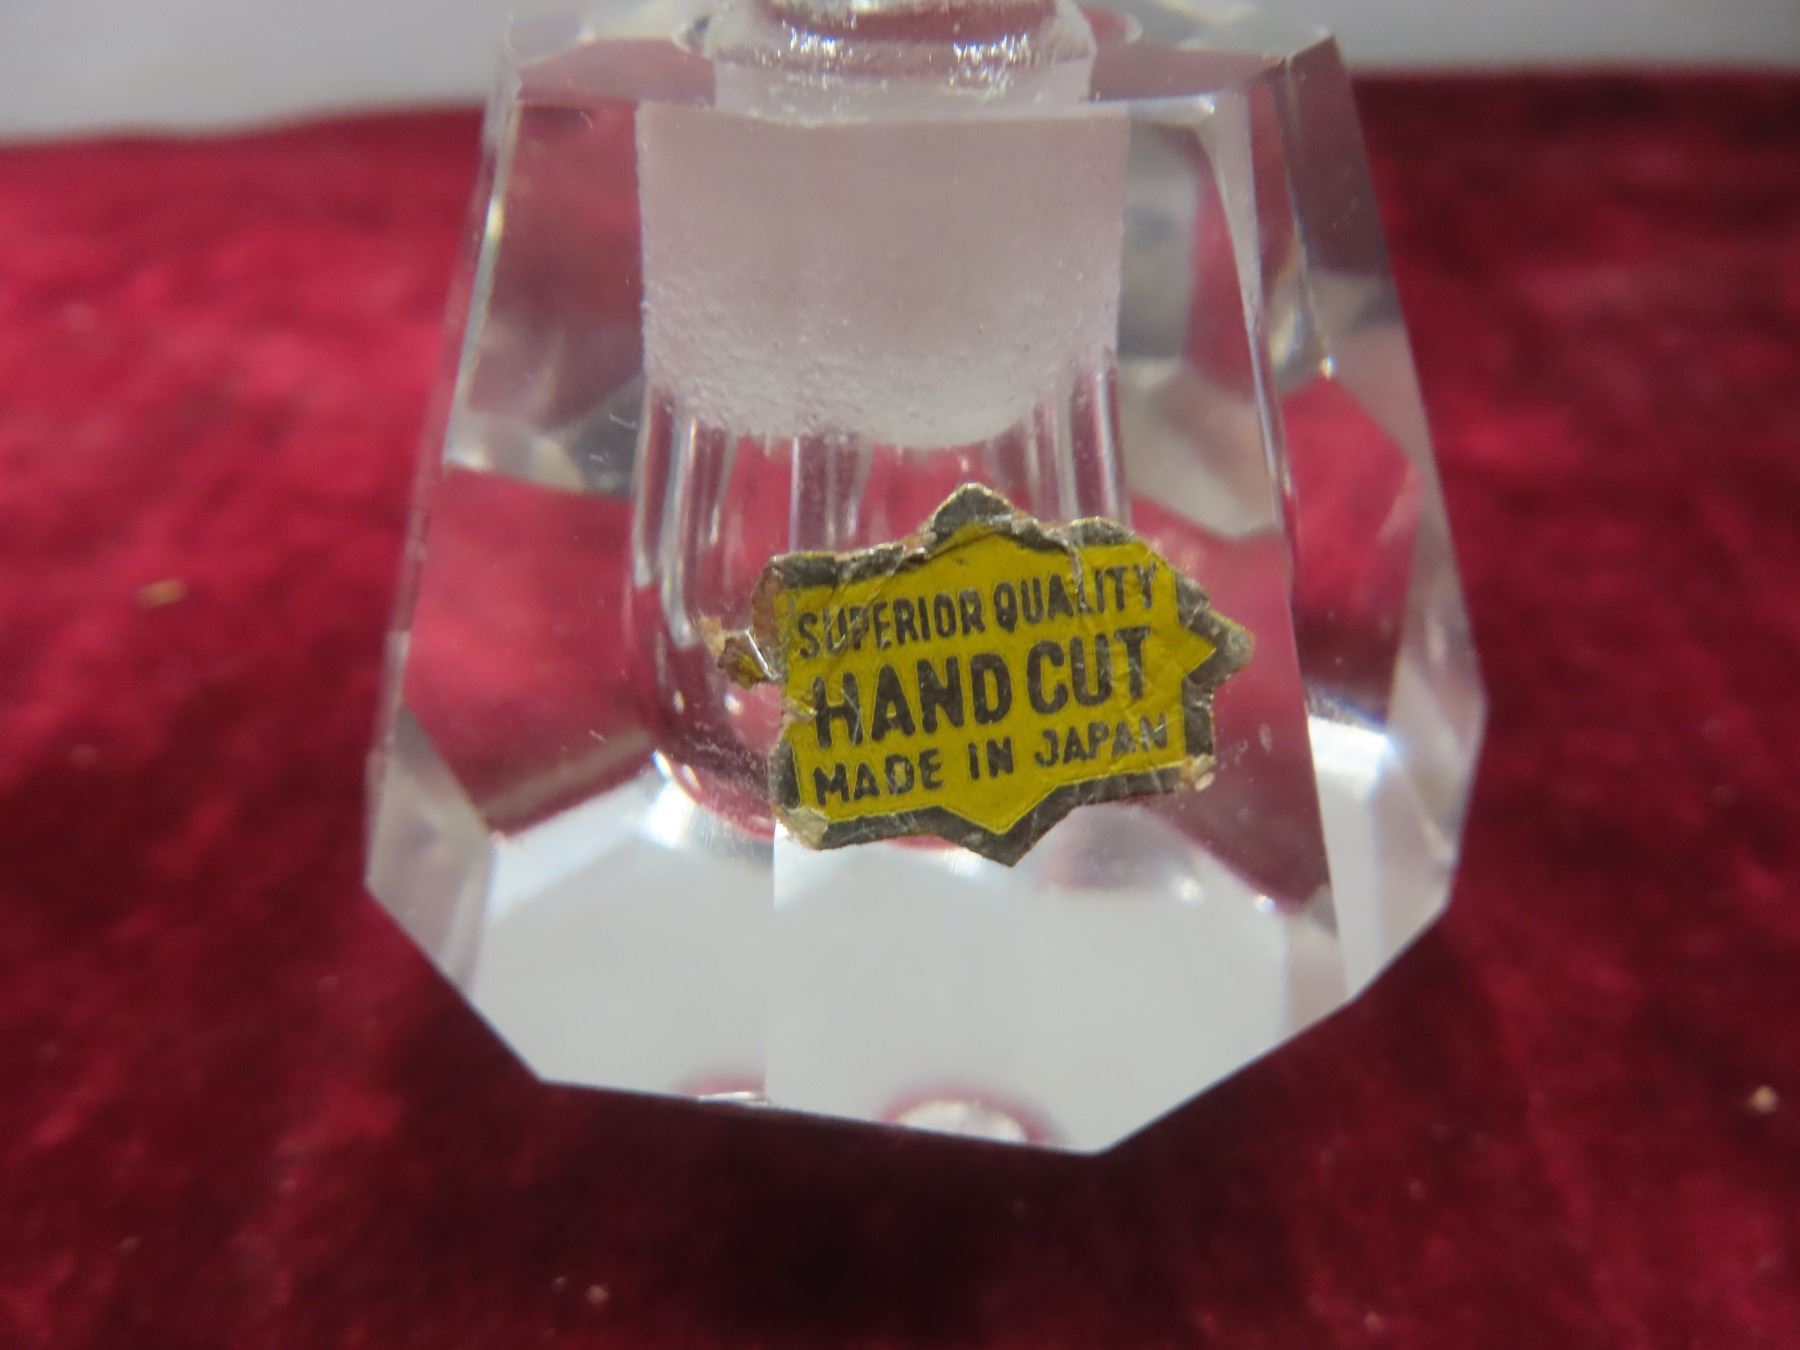 SUPERIOR QUALITY
HAND CUT
MADE IN JAPAN